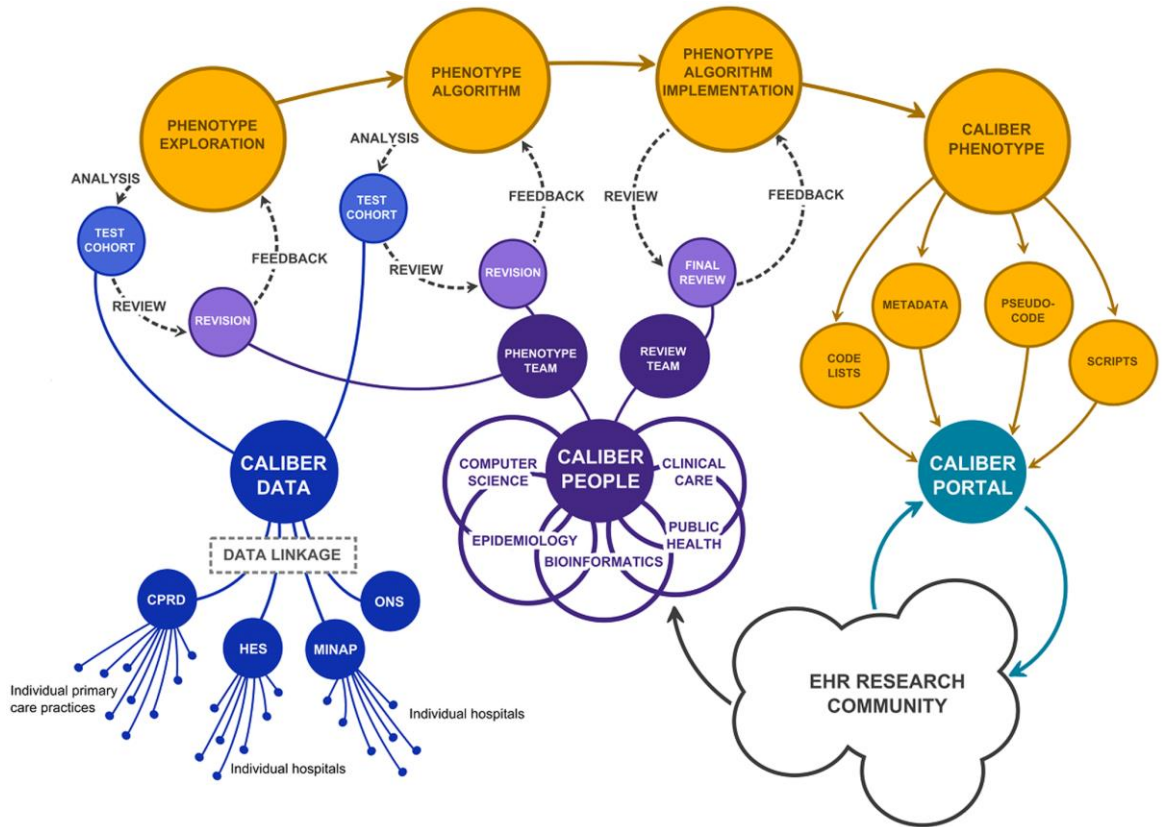 PHENOTYPE
EXPLORATION
PHENOTYPE
ALGORITHM
PHENOTYPE
ALGORITHM
IMPLEMENTATION
CALIBER
PHENOTYPE
ANALYSIS
TEST
COHORT
REVIEW
REVISION
FEEDBACK
ANALYSIS
TEST
COHORT
REVIEW
REVISION
FEEDBACK
REVIEW
FINAL
REVIEW
FEEDBACK
PHENOTYPE
TEAM
REVIEW
TEAM
CODE
LISTS
METADATA
PSEUDO-
CODE
SCRIPTS
CALIBER
DATA
DATA LINKAGE
CPRD
HES
MINAP
ONS
Individual primary
care practices
Individual hospitals
Individual hospitals
CALIBER
PEOPLE
COMPUTER
SCIENCE
EPIDEMIOLOGY
BIOINFORMATICS
PUBLIC
HEALTH
CLINICAL
CARE
CALIBER
PORTAL
EHR RESEARCH
COMMUNITY